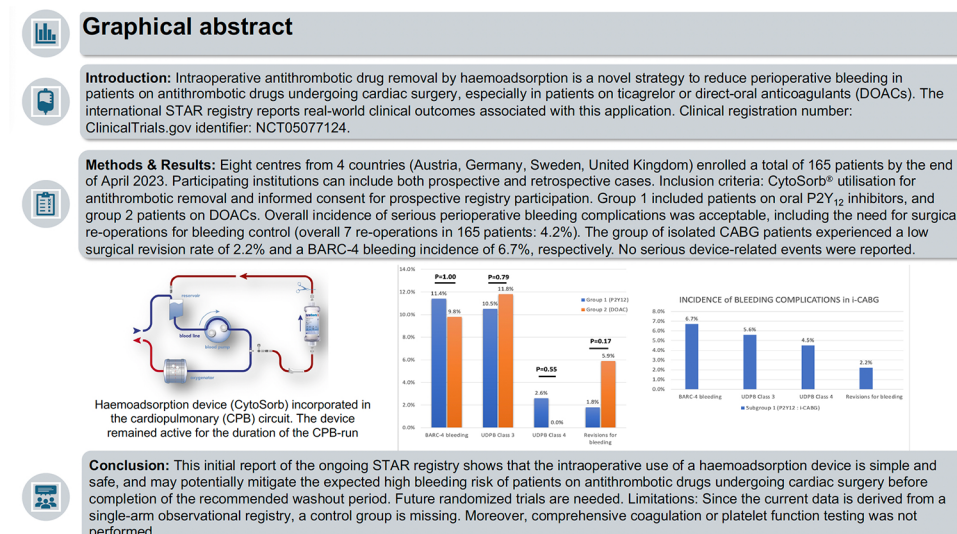 Graphical abstract
Introduction: Intraoperative antithrombotic drug removal by haemoadsorption is a novel strategy to reduce perioperative bleeding in
patients on antithrombotic drugs undergoing cardiac surgery, especially in patients on ticagrelor or direct-oral anticoagulants (DOACs). The
international STAR registry reports real-world clinical outcomes associated with this application. Clinical registration number:
ClinicalTrials.gov identifier: NCT05077124.
Methods & Results: Eight centres from 4 countries (Austria, Germany, Sweden, United Kingdom) enrolled a total of 165 patients by the end
of April 2023. Participating institutions can include both prospective and retrospective cases. Inclusion criteria: CytoSorb® utilisation for
antithrombotic removal and informed consent for prospective registry participation. Group 1 included patients on oral P2Y12 inhibitors, and
group 2 patients on DOACs. Overall incidence of serious perioperative bleeding complications was acceptable, including the need for surgica
re-operations for bleeding control (overall 7 re-operations in 165 patients: 4.2%). The group of isolated CABG patients experienced a low
surgical revision rate of 2.2% and a BARC-4 bleeding incidence of 6.7%, respectively. No serious device-related events were reported.
reservoir
blood line
blood pump
oxygenator
Haemoadsorption device (CytoSorb) incorporated in
the cardiopulmonary (CPB) circuit. The device
remained active for the duration of the CPB-run
14.0%
12.0%
10.0%
8.0%
6.0%
4.0%
2.0%
0.0%
P=1.00
11.4%
9.8%
P=0.79
10.5%
11.8%
P=0.55
2.6%
0.0%
P=0.17
1.8%
5.9%
Group 1 (P2Y12)
Group 2 (DOAC)
BARC-4 bleeding
UDPB Class 3
UDPB Class 4
Revisions for
bleeding
INCIDENCE of BLEEDING COMPLICATIONS in i-CABG
8.0%
7.0%
6.0%
5.0%
4.0%
3.0%
2.0%
1.0%
0.0%
6.7%
5.6%
4.5%
2.2%
BARC-4 bleeding
UDPB Class 3
UDPB Class 4
Revisions for bleeding
Subgroup 1 (P2Y12 : i-CABG)
Conclusion: This initial report of the ongoing STAR registry shows that the intraoperative use of a haemoadsorption device is simple and
safe, and may potentially mitigate the expected high bleeding risk of patients on antithrombotic drugs undergoing cardiac surgery before
completion of the recommended washout period. Future randomized trials are needed. Limitations: Since the current data is derived from a
single-arm observational registry, a control group is missing. Moreover, comprehensive coagulation or platelet function testing was not
performed